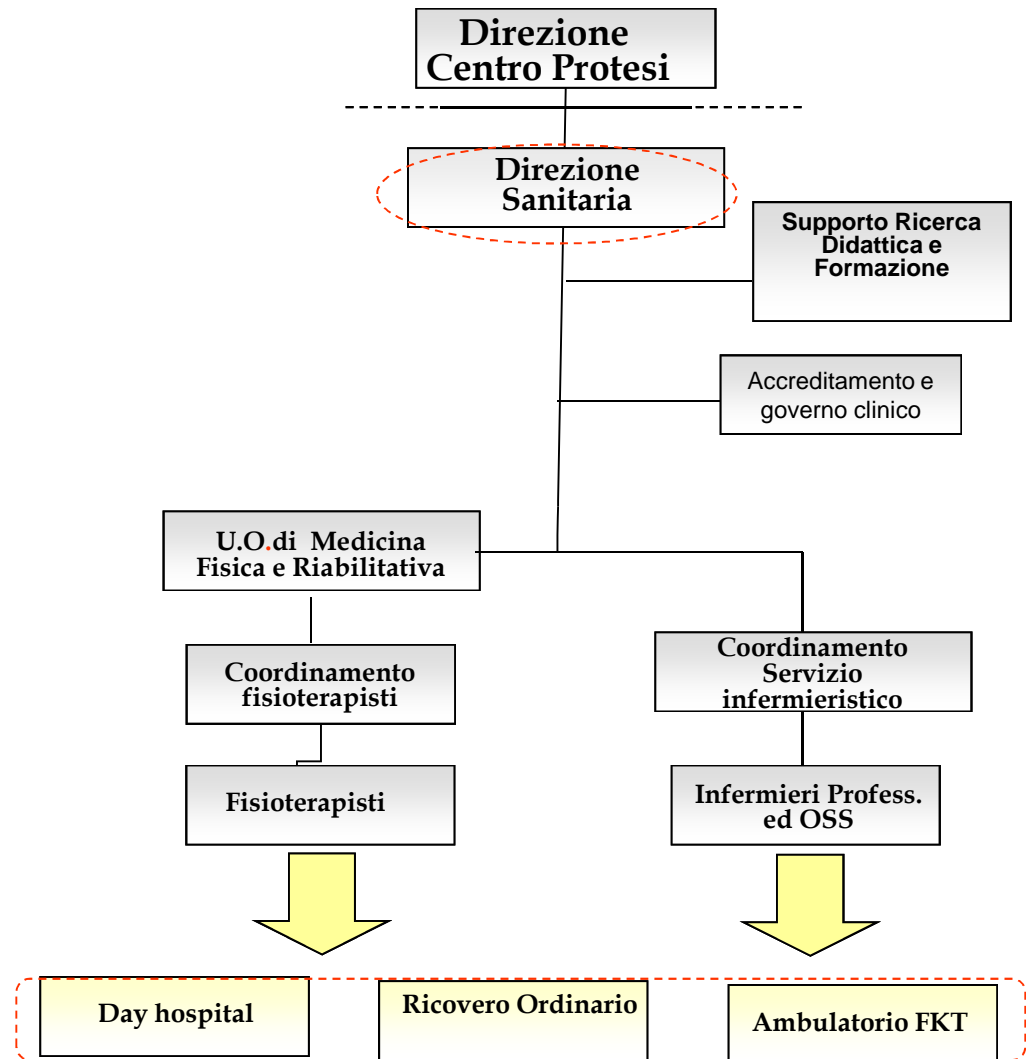 Direzione
Centro Protesi
Direzione
Sanitaria
Supporto Ricerca
Didattica e
Formazione
Accreditamento e
governo clinico
U.O.di Medicina
Fisica e Riabilitativa
Coordinamento
fisioterapisti
Coordinamento
Servizio
infermieristico
Fisioterapisti
Infermieri Profess.
ed OSS
Day hospital
Ricovero Ordinario
Ambulatorio FKT